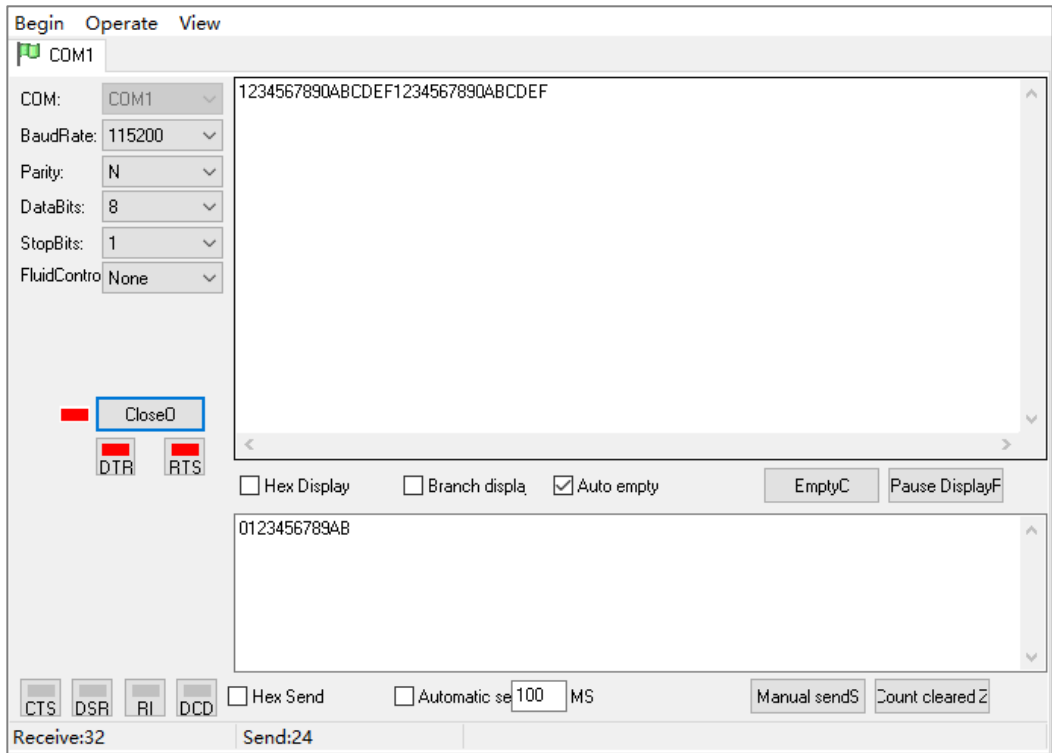 Begin Operate View
COM1
COM: COM1
BaudRate: 115200
Parity: N
DataBits: 8
StopBits: 1
FluidContro None
CloseO
DTR RTS
1234567890ABCDEF1234567890ABCDEF
Hex Display Branch displa Auto empty EmptyC Pause DisplayF
0123456789AB
CTS DSR RI DCD
Hex Send Automatic se 100 MS Manual sendS Count cleared Z
Receive:32 Send:24